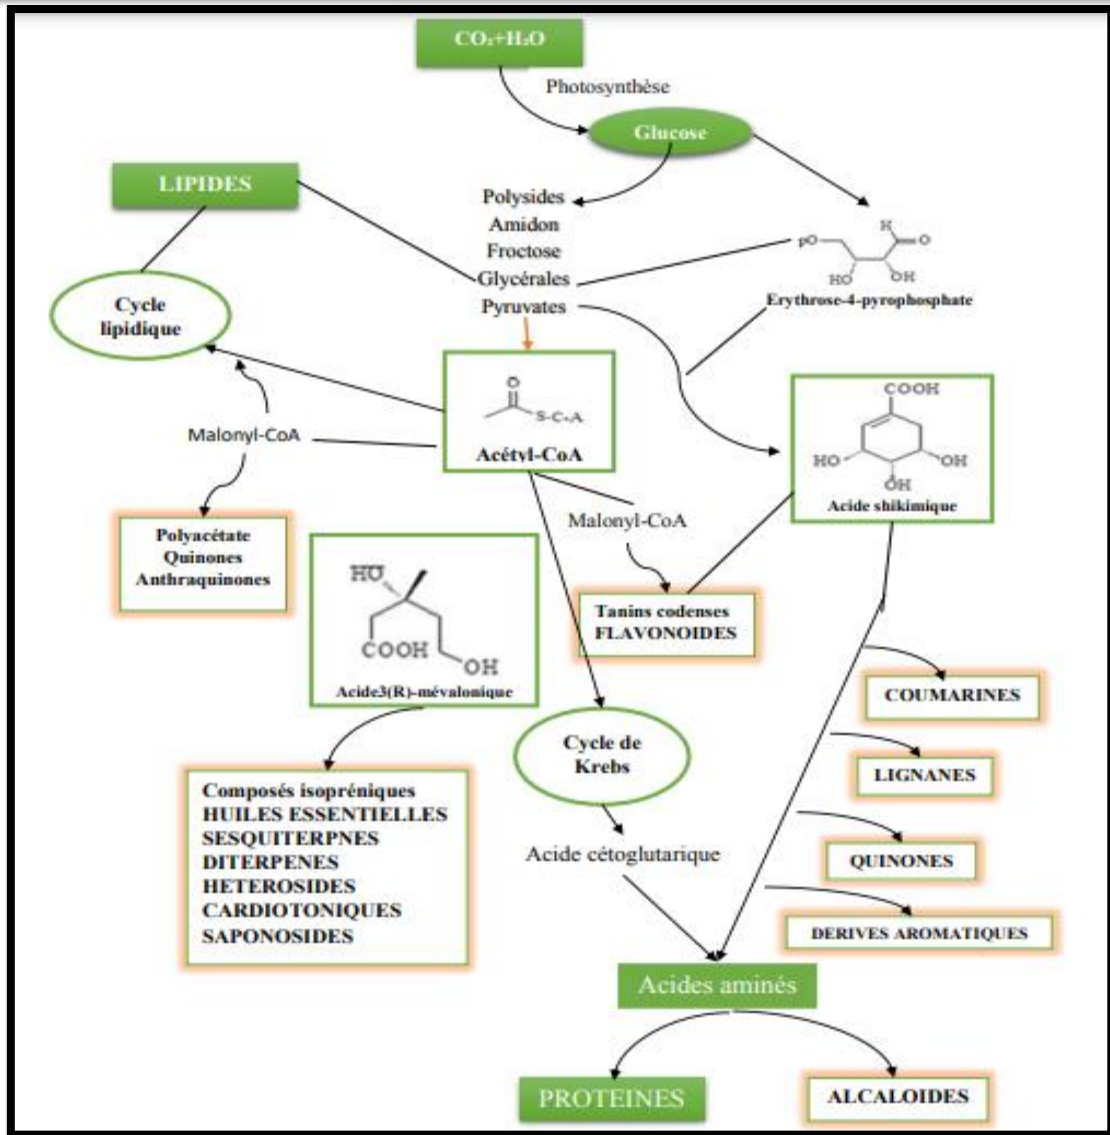 CO₂+H₂O
Photosynthèse
Glucose
LIPIDES
Polysides
Amidon
Froctose
Glycérales
Pyruvates
H
pO
O
HO
OH
Erythrose-4-pyrophosphate
Cycle
lipidique
O
S-CoA
Acétyl-CoA
Malonyl-CoA
COOH
HO
OH
OH
Acide shikimique
Malonyl-CoA
Polyacétate
Quinones
Anthraquinones
HO
COOH
OH
Acide3(R)-mévalonique
Tanins codenses
FLAVONOIDES
COUMARINES
Cycle de
Krebs
LIGNANES
Composés isopréniques
HUILES ESSENTIELLES
SESQUITERPNES
DITERPENES
HETEROSIDES
CARDIOTONIQUES
SAPONOSIDES
Acide cétoglutarique
QUINONES
DERIVES AROMATIQUES
Acides aminés
PROTEINES
ALCALOIDES